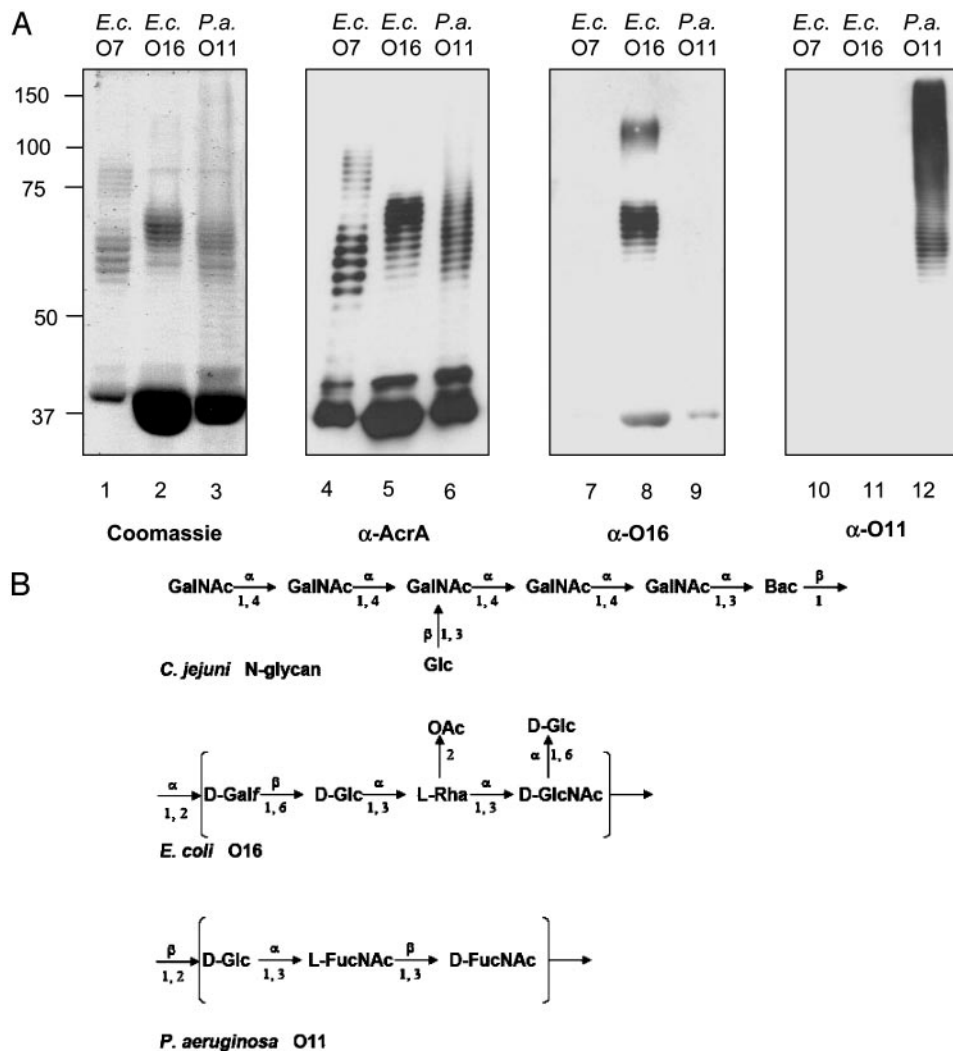 A
E.c. E.c. P.a.
O7 O16 O11
E.c. E.c. P.a.
O7 O16 O11
E.c. E.c. P.a.
O7 O16 O11
E.c. E.c. P.a.
O7 O16 O11
150
100
75
50
37
1 2 3
4 5 6
7 8 9
10 11 12
Coomassie
α-AcrA
α-O16
α-O11
B
α α α α α β
GalNAc GalNAc GalNAc GalNAc GalNAc Bac
1, 4 1, 4 1, 4 1, 4 1, 3 1
β 1, 3
Glc
C. jejuni N-glycan
OAc D-Glc
2 α 1, 6
α β α α
D-Galf D-Glc L-Rha D-GlcNAc
1, 2 1, 6 1, 3 1, 3
E. coli O16
β α β
D-Glc L-FucNAc D-FucNAc
1, 2 1, 3 1, 3
P. aeruginosa O11